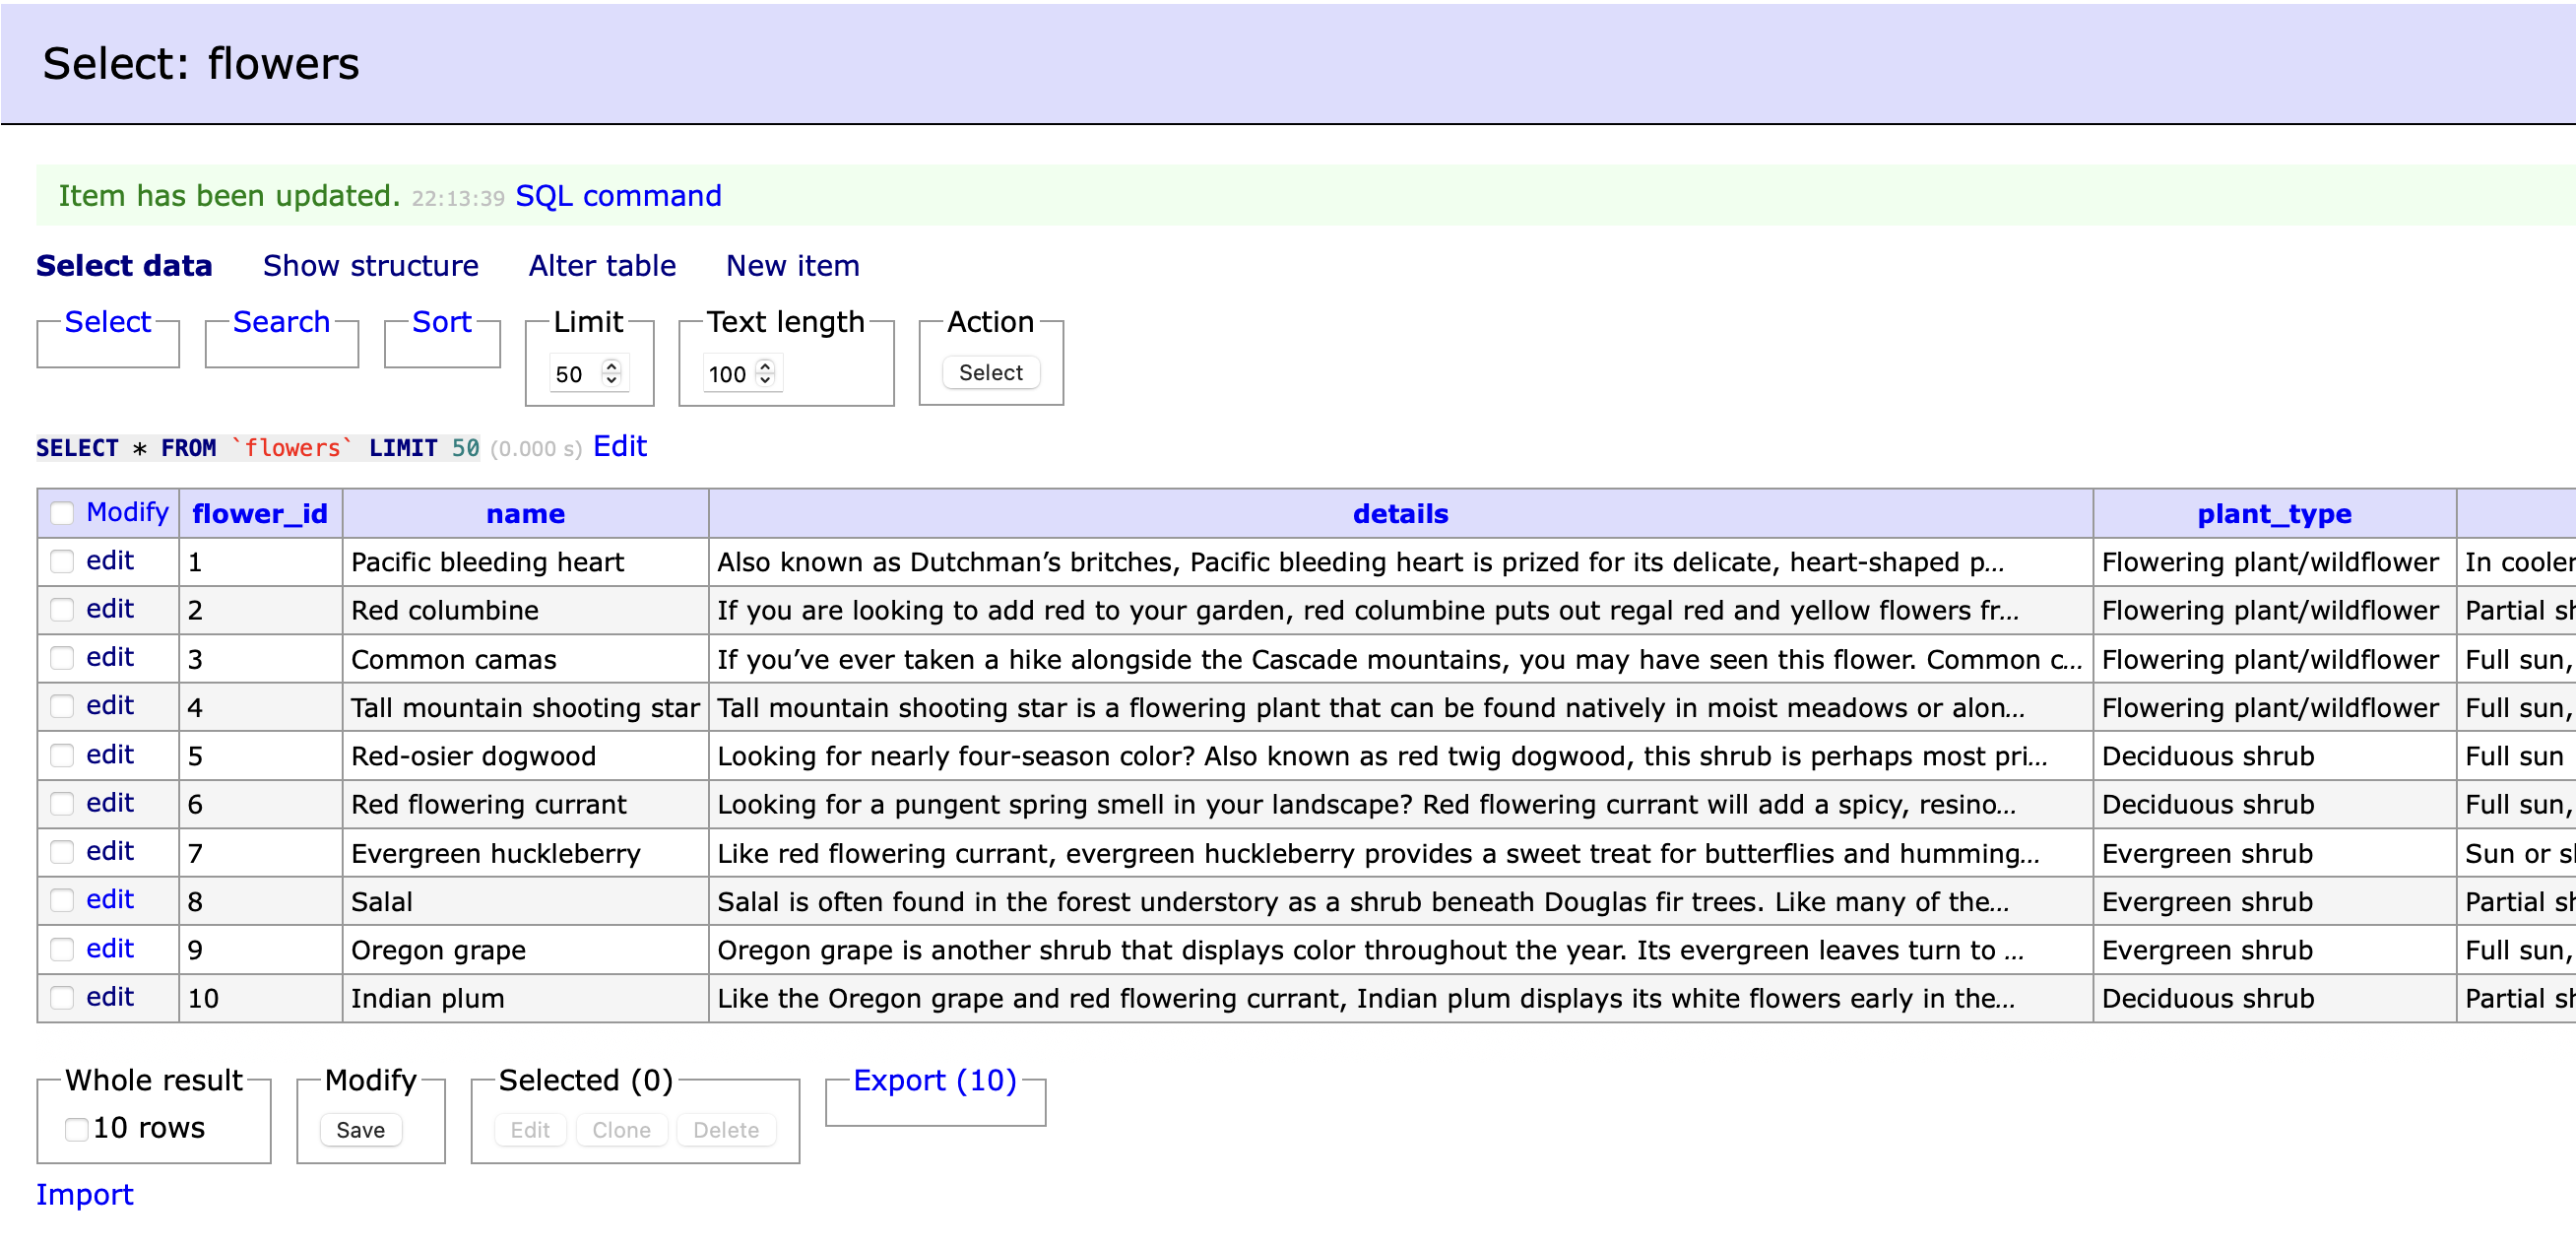 Select: flowers
Item has been updated. 22:13:39 SQL command
Select data Show structure Alter table New item
Select Search Sort Limit Text length Action
50 100 Select
SELECT * FROM `flowers` LIMIT 50 (0.000 s) Edit
Modify flower_id name details plant_type
edit 1 Pacific bleeding heart Also known as Dutchman’s britches, Pacific bleeding heart is prized for its delicate, heart-shaped p... Flowering plant/wildflower In cooler
edit 2 Red columbine If you are looking to add red to your garden, red columbine puts out regal red and yellow flowers fr... Flowering plant/wildflower Partial sh
edit 3 Common camas If you’ve ever taken a hike alongside the Cascade mountains, you may have seen this flower. Common c... Flowering plant/wildflower Full sun,
edit 4 Tall mountain shooting star Tall mountain shooting star is a flowering plant that can be found natively in moist meadows or alon... Flowering plant/wildflower Full sun,
edit 5 Red-osier dogwood Looking for nearly four-season color? Also known as red twig dogwood, this shrub is perhaps most pri... Deciduous shrub Full sun
edit 6 Red flowering currant Looking for a pungent spring smell in your landscape? Red flowering currant will add a spicy, resino... Deciduous shrub Full sun,
edit 7 Evergreen huckleberry Like red flowering currant, evergreen huckleberry provides a sweet treat for butterflies and humming... Evergreen shrub Sun or sh
edit 8 Salal Salal is often found in the forest understory as a shrub beneath Douglas fir trees. Like many of the... Evergreen shrub Partial sh
edit 9 Oregon grape Oregon grape is another shrub that displays color throughout the year. Its evergreen leaves turn to ... Evergreen shrub Full sun,
edit 10 Indian plum Like the Oregon grape and red flowering currant, Indian plum displays its white flowers early in the... Deciduous shrub Partial sh
Whole result Modify Selected (0) Export (10)
10 rows Save Edit Clone Delete
Import